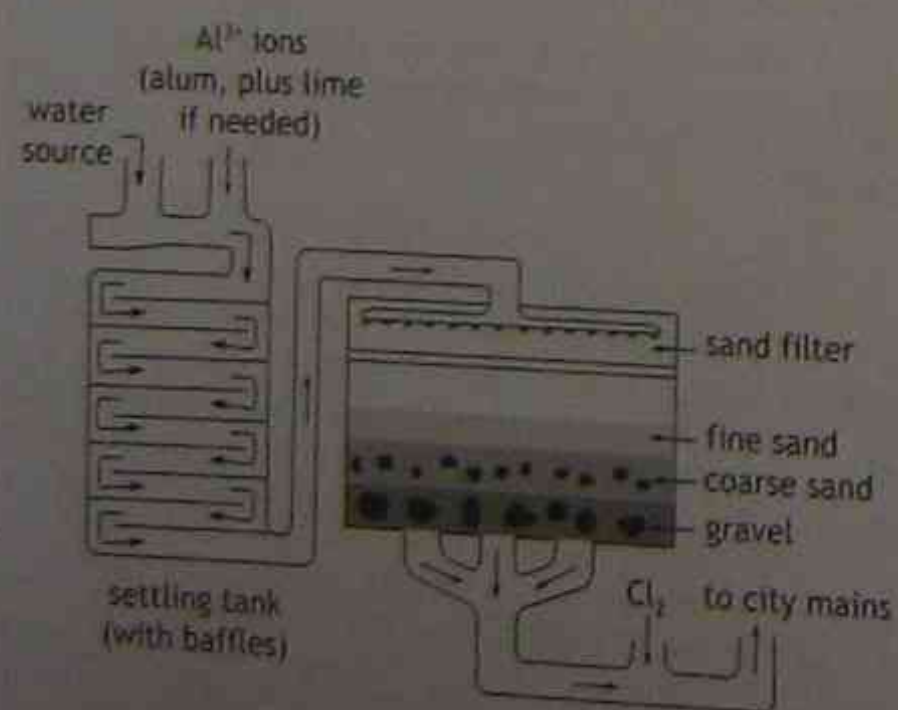 Al³⁺ ions
(alum, plus lime
if needed)
water
source
sand filter
fine sand
coarse sand
gravel
settling tank
(with baffles)
Cl₂
to city mains